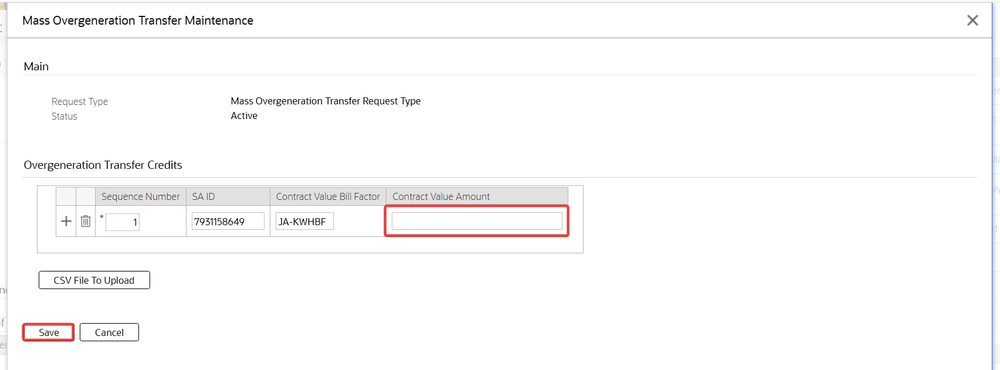 Mass Overgeneration Transfer Maintenance
Main
Request Type Mass Overgeneration Transfer Request Type
Status Active
Overgeneration Transfer Credits
Sequence Number SA ID Contract Value Bill Factor Contract Value Amount
* 1 7931158649 JA-KWHBF
CSV File To Upload
Save Cancel